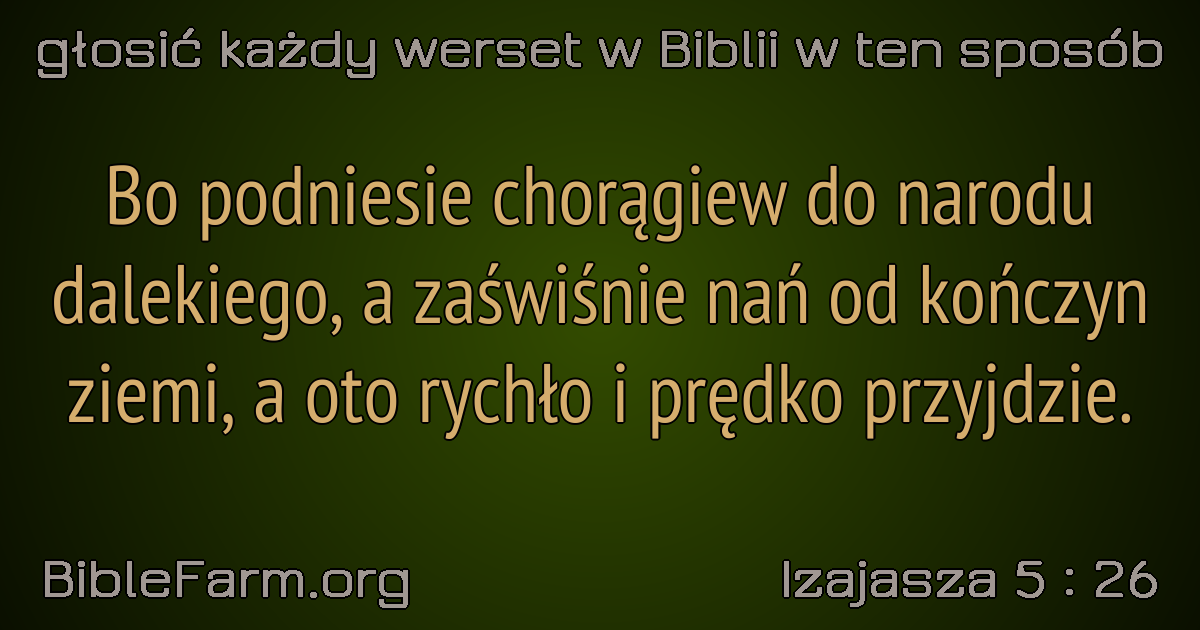 głosić każdy werset w Biblii w ten sposób
Bo podniesie chorągiew do narodu
dalekiego, a zaświśnie nań od kończyn
ziemi, a oto rychło i prędko przyjdzie.
BibleFarm.org
Izajasza 5 : 26